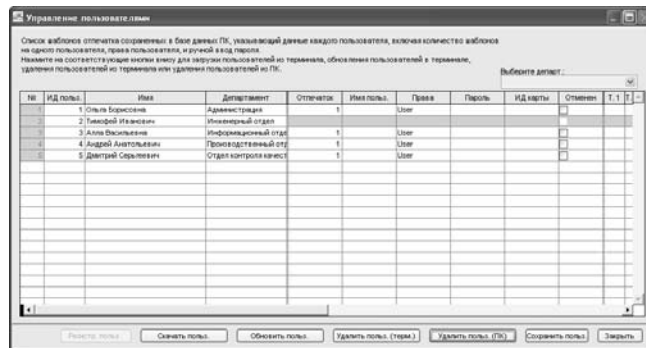 Управление пользователями
Список шаблонов отпечатка сохраненных в базе данных ПК, указывающий данные каждого пользователя, включая количество шаблонов
на одного пользователя, права пользователя, и ручной ввод пароля.
Нажмите на соответствующие кнопки внизу для загрузки пользователей из терминала, обновления пользователей в терминале,
удаления пользователей из терминала или удаления пользователей из ПК.
Выберите департ.:
№ ИД польз. Имя Департамент Отпечаток Имя польз. Права Пароль ИД карты Отменен Т. 1 Т.
1 1 Ольга Борисовна Администрация 1 User
2 2 Тимофей Иванович Инженерный отдел
3 3 Алла Васильевна Информационный отде 1 User
4 4 Андрей Анатольевич Производственный отд 1 User
5 5 Дмитрий Сергеевич Отдел контроля качест 1 User
Регистр. польз. Скачать польз. Обновить польз. Удалить польз. (терм.) Удалить польз. (ПК) Сохранить польз. Закрыть